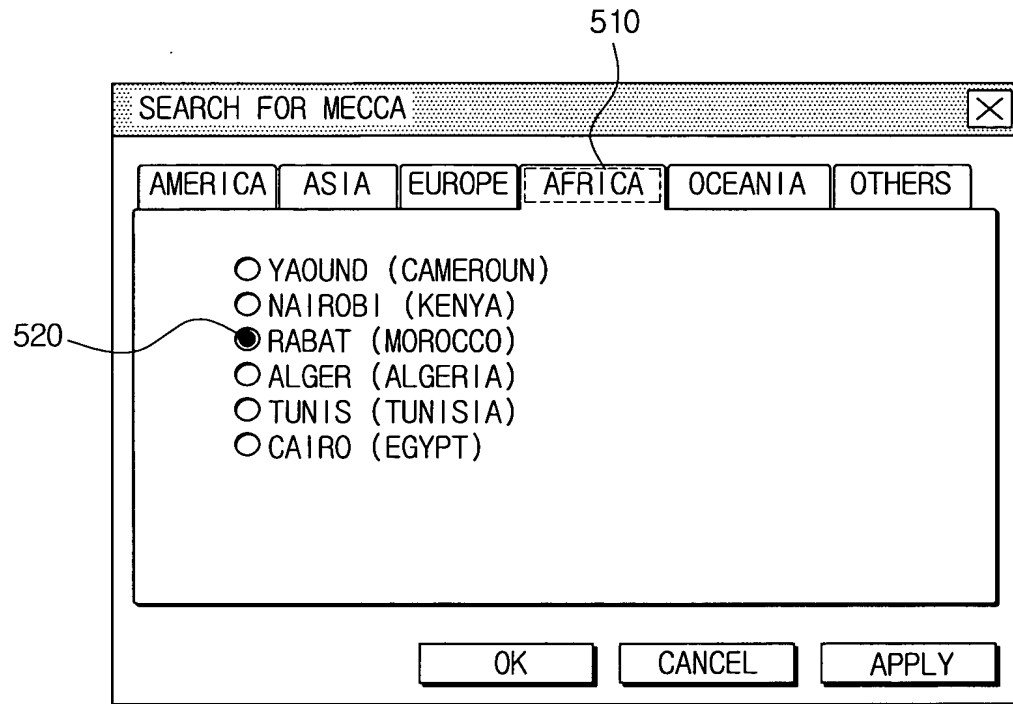 510
SEARCH FOR MECCA
AMERICA ASIA EUROPE AFRICA OCEANIA OTHERS
YAOUND (CAMEROUN)
NAIROBI (KENYA)
520 RABAT (MOROCCO)
ALGER (ALGERIA)
TUNIS (TUNISIA)
CAIRO (EGYPT)
OK CANCEL APPLY